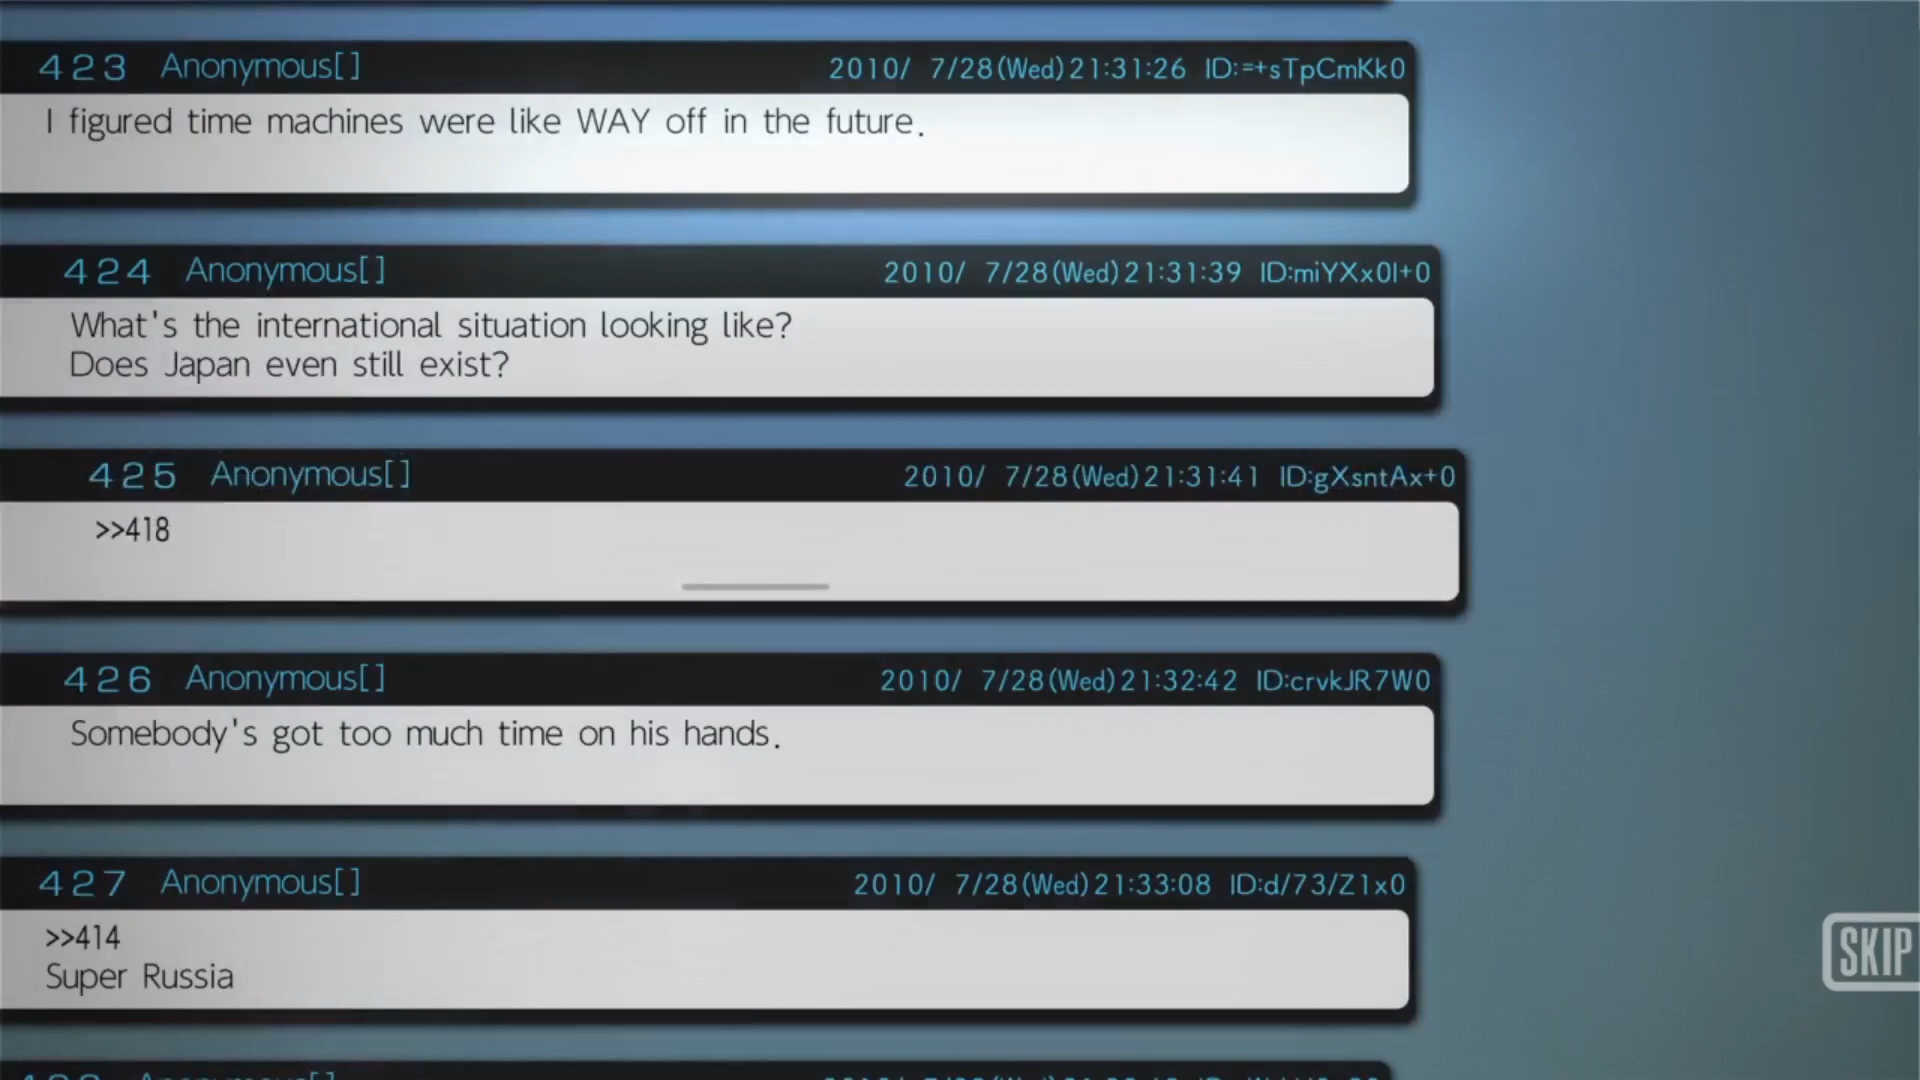 423 Anonymous[] 2010/ 7/28(Wed)21:31:26 ID:=+sTpCmKk0
I figured time machines were like WAY off in the future.
424 Anonymous[] 2010/ 7/28(Wed)21:31:39 ID:miYXx0I+0
What's the international situation looking like?
Does Japan even still exist?
425 Anonymous[] 2010/ 7/28(Wed)21:31:41 ID:gXsntAx+0
>>418
426 Anonymous[] 2010/ 7/28(Wed)21:32:42 ID:crvkJR7W0
Somebody's got too much time on his hands.
427 Anonymous[] 2010/ 7/28(Wed)21:33:08 ID:d/73/Z1x0
>>414
Super Russia
SKIP
Anonymous[]